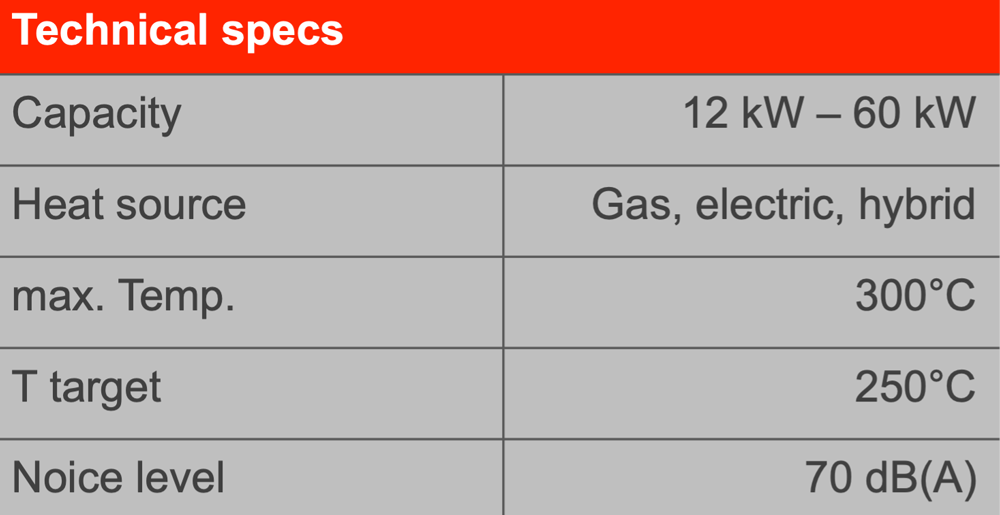 Technical specs
Capacity 12 kW – 60 kW
Heat source Gas, electric, hybrid
max. Temp. 300°C
T target 250°C
Noice level 70 dB(A)